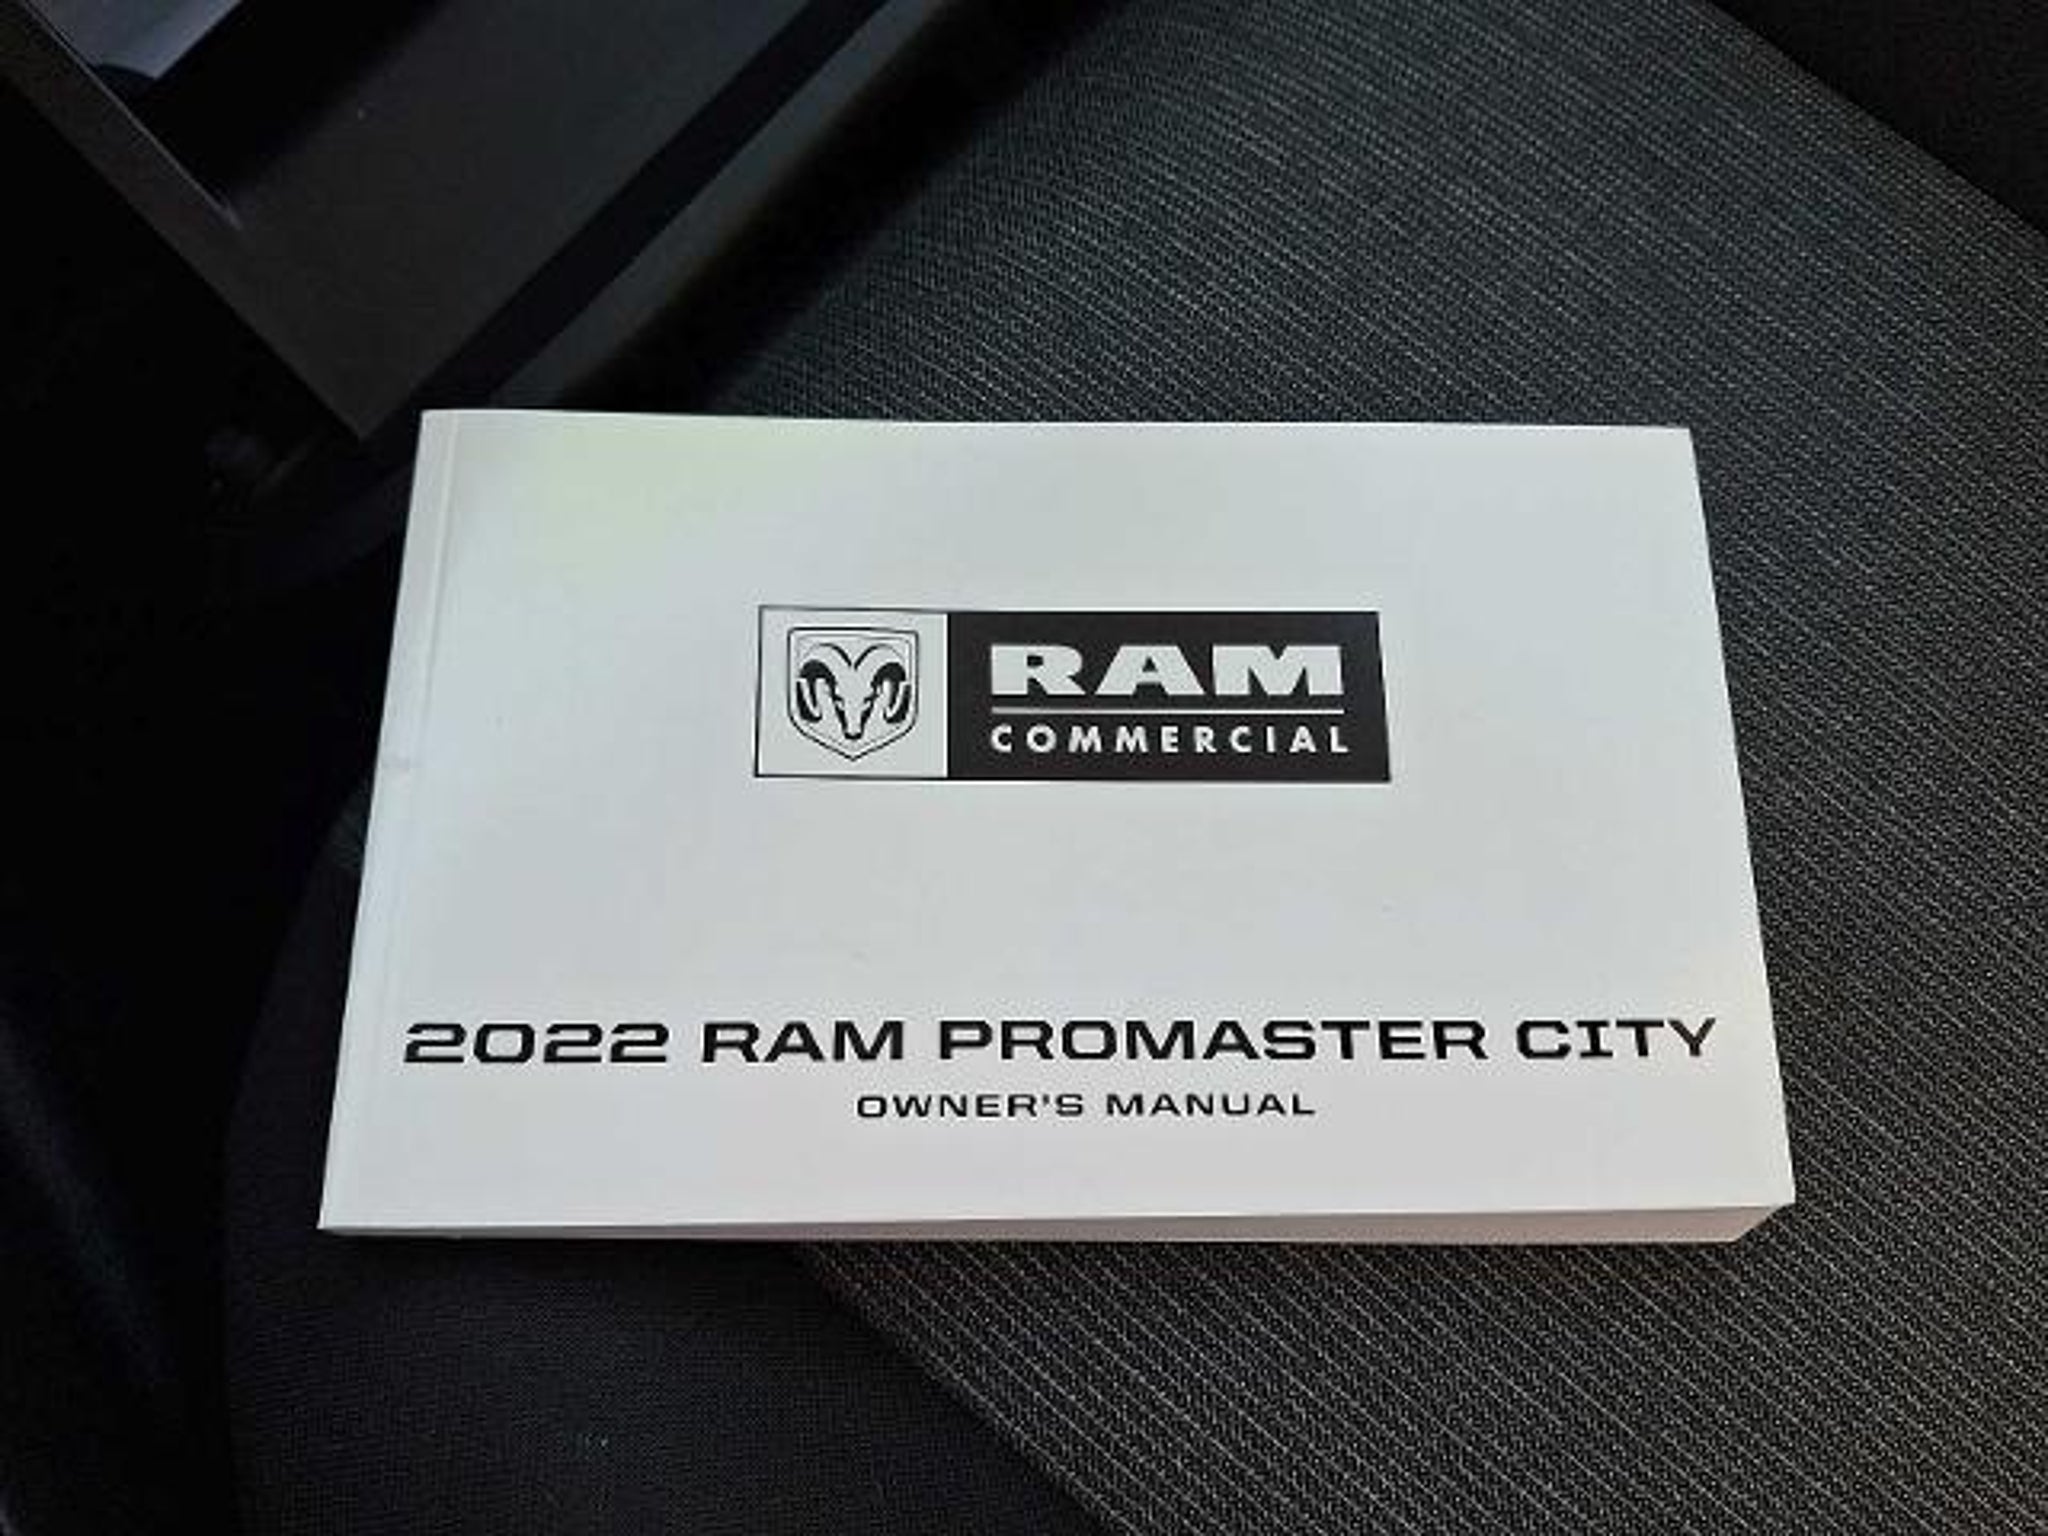 RAM
COMMERCIAL
2022 RAM PROMASTER CITY
OWNER'S MANUAL